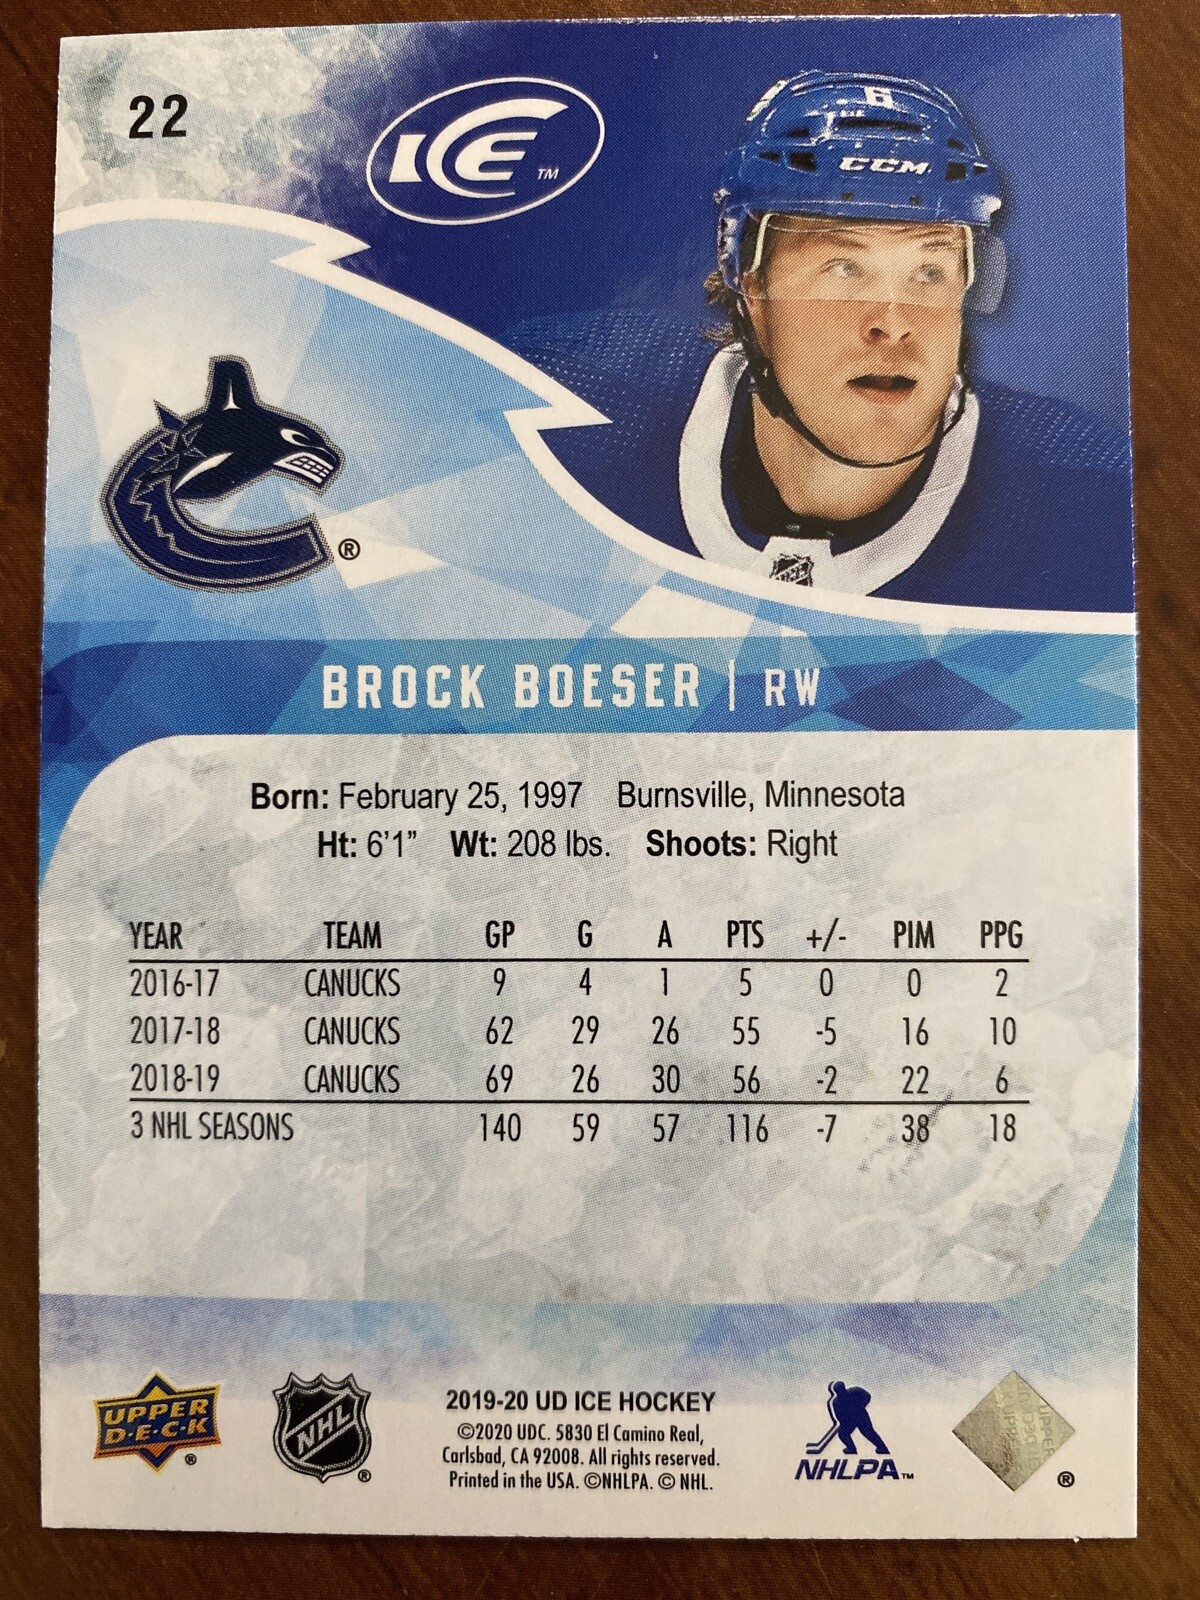 22
ICE™
6
CCM
®
BROCK BOESER | RW
Born: February 25, 1997 Burnsville, Minnesota
Ht: 6'1" Wt: 208 lbs. Shoots: Right
YEAR TEAM GP G A PTS +/- PIM PPG
2016-17 CANUCKS 9 4 1 5 0 0 2
2017-18 CANUCKS 62 29 26 55 -5 16 10
2018-19 CANUCKS 69 26 30 56 -2 22 6
3 NHL SEASONS 140 59 57 116 -7 38 18
UPPER
D·E·C·K ®
NHL ®
2019-20 UD ICE HOCKEY
©2020 UDC. 5830 El Camino Real,
Carlsbad, CA 92008. All rights reserved.
Printed in the USA. ©NHLPA. © NHL.
NHLPA™
UPPER
DECK
®